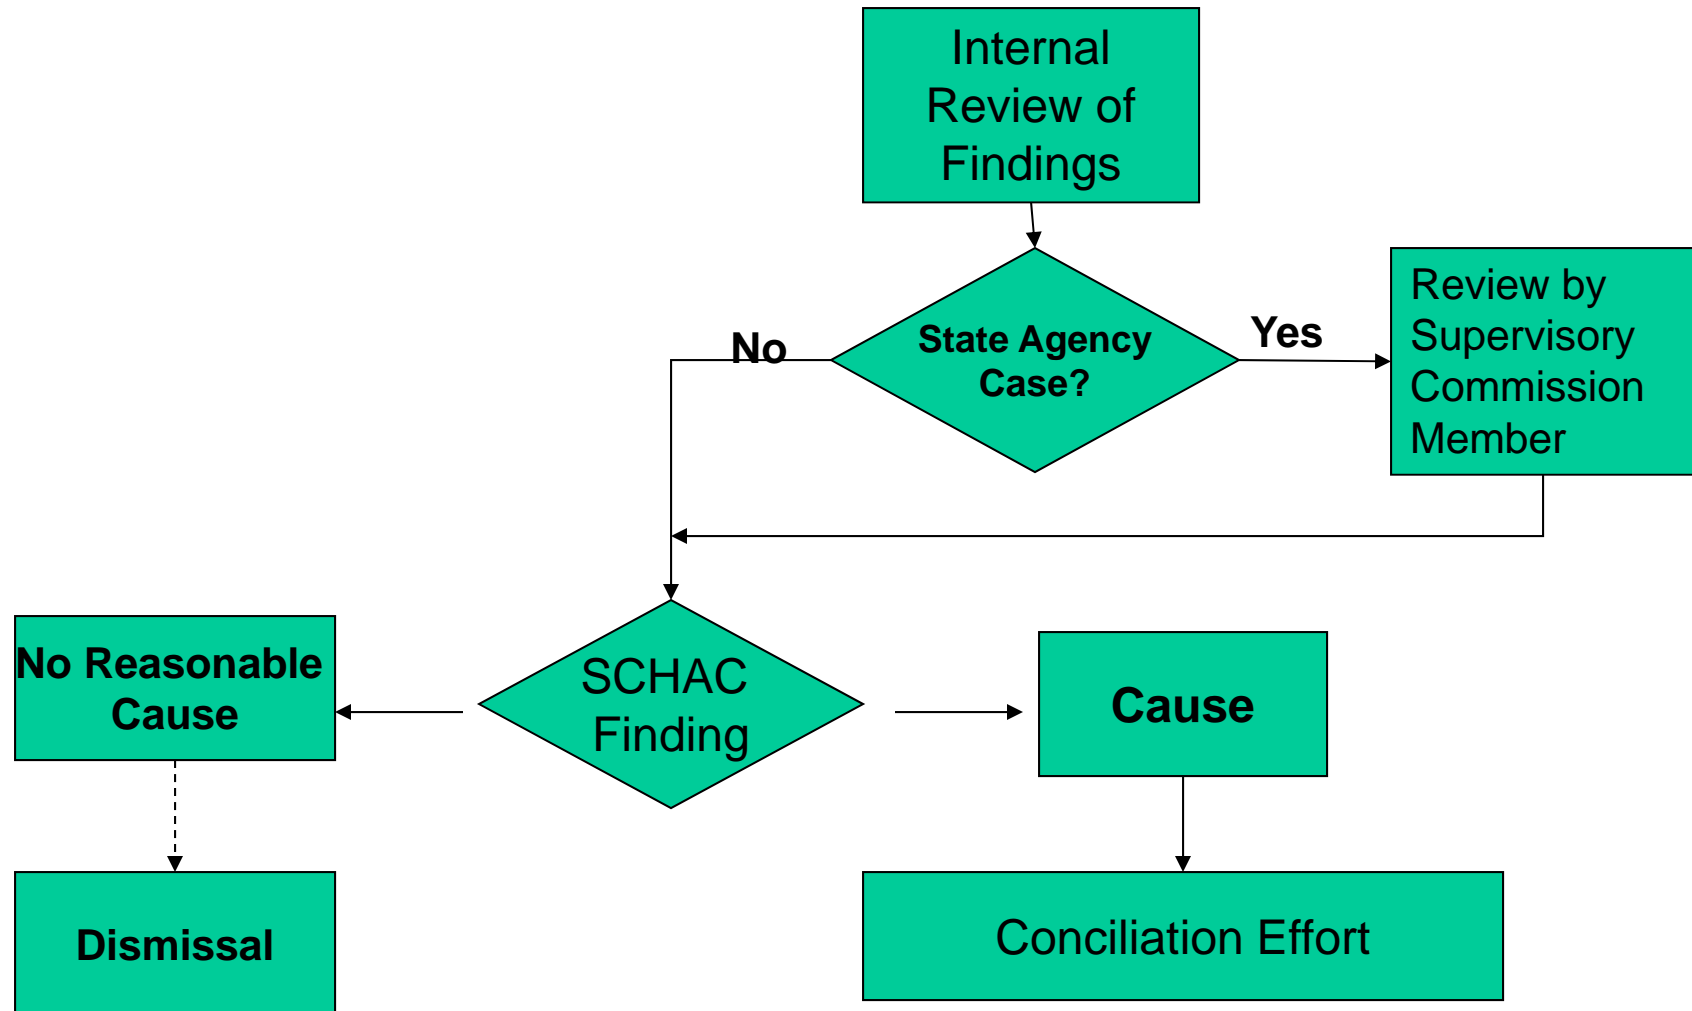 Internal
Review of
Findings
No
State Agency
Case?
Yes
Review by
Supervisory
Commission
Member
No Reasonable
Cause
SCHAC
Finding
Cause
Dismissal
Conciliation Effort